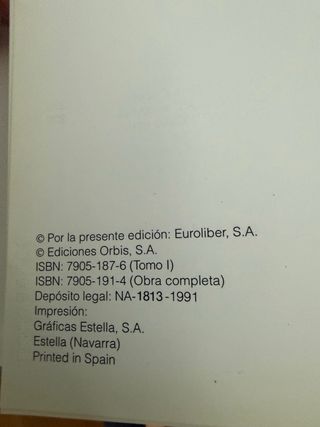 © Por la presente edición: Euroliber, S.A.
© Ediciones Orbis, S.A.
ISBN: 7905-187-6 (Tomo I)
ISBN: 7905-191-4 (Obra completa)
Depósito legal: NA-1813-1991
Impresión:
Gráficas Estella, S.A.
Estella (Navarra)
Printed in Spain